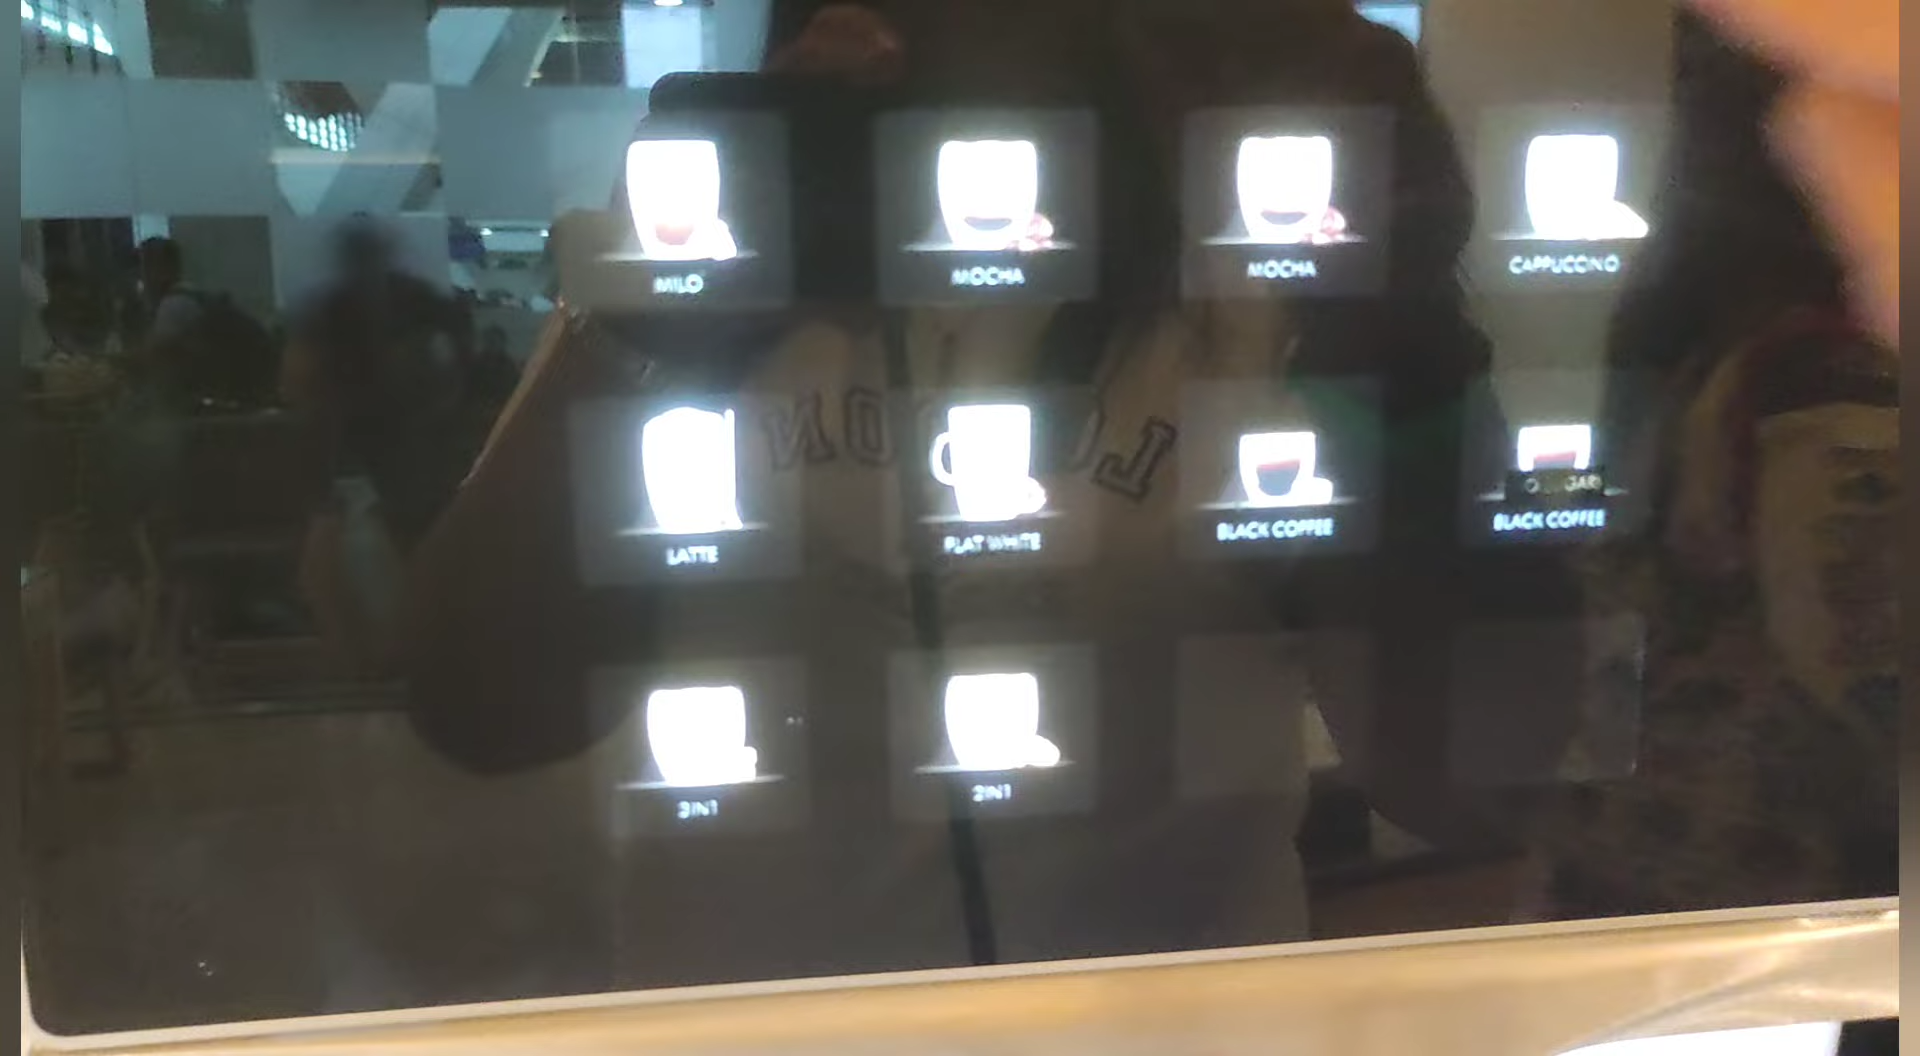 MILO
MOCHA
MOCHA
CAPPUCCINO
LATTE
FLAT WHITE
BLACK COFFEE
BLACK COFFEE
3IN1
2IN1